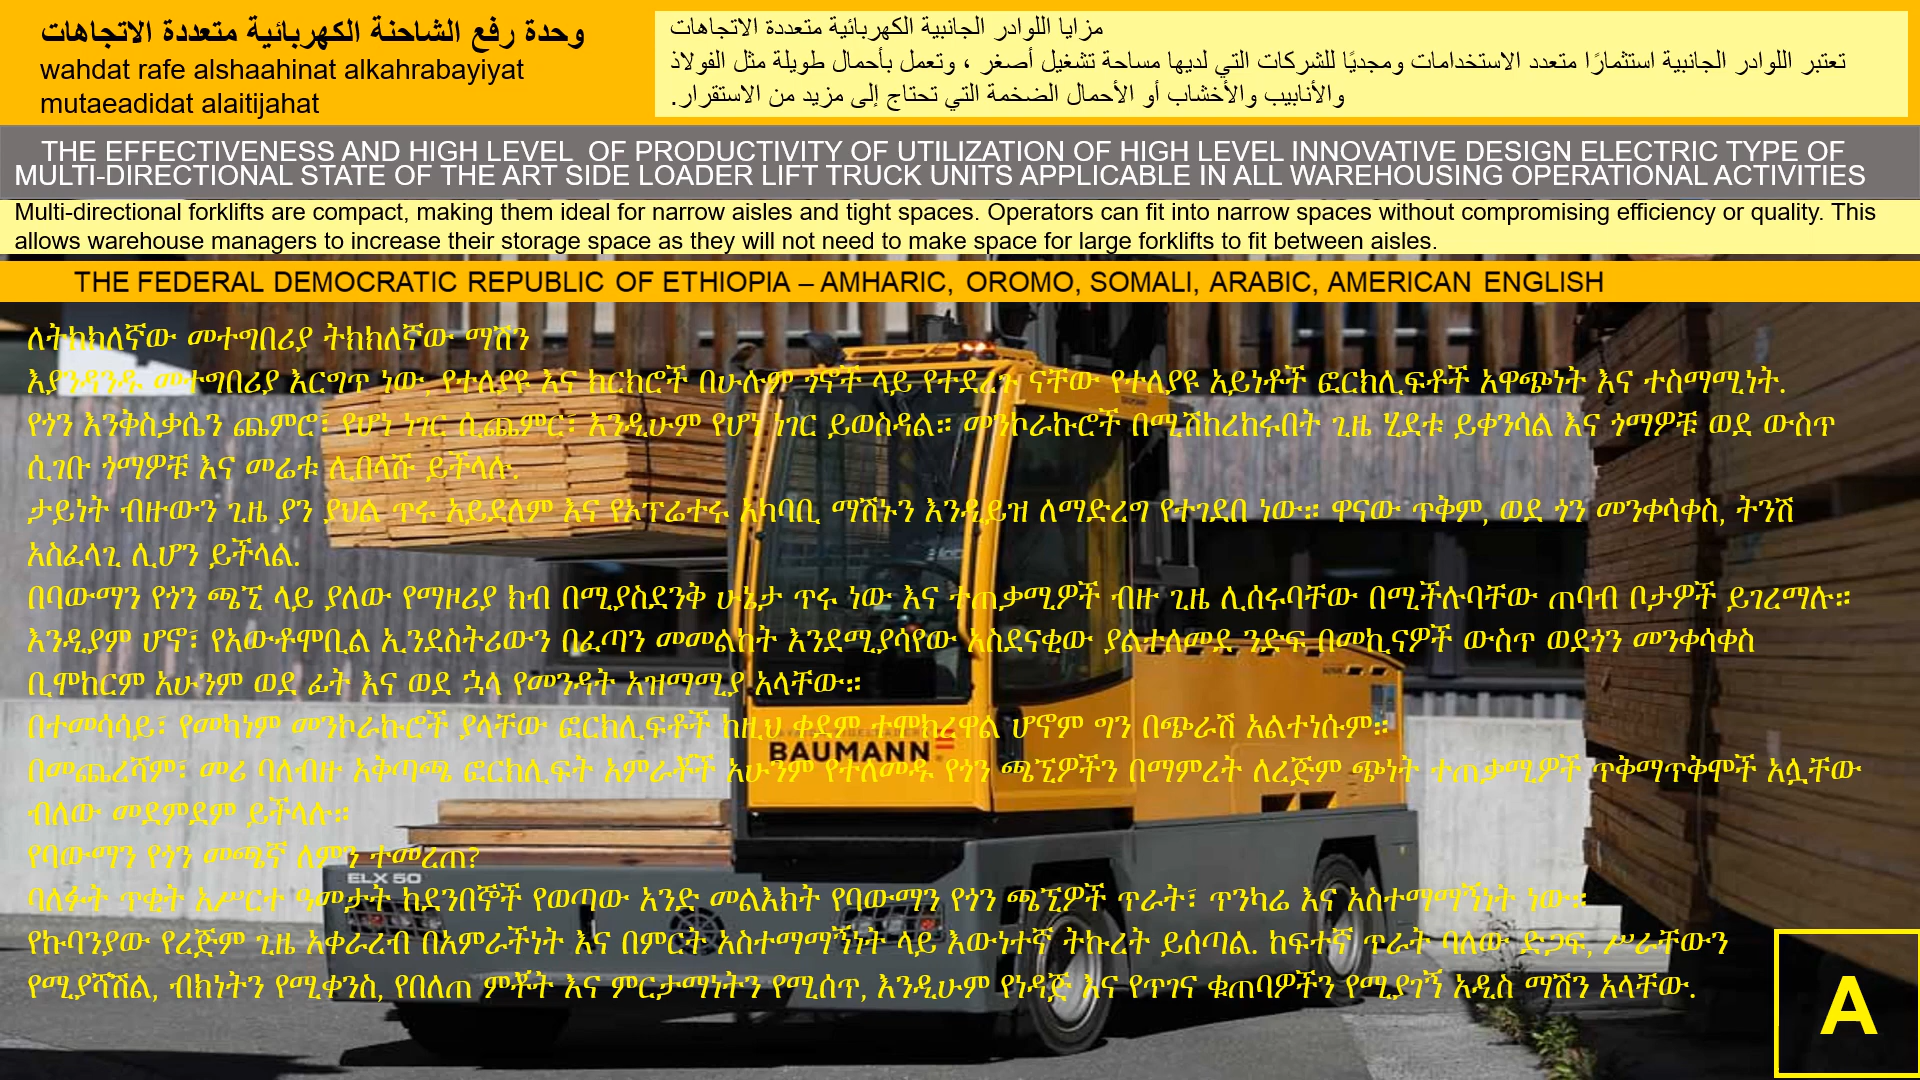 وحدة رفع الشاحنة الكهربائية متعددة الاتجاهات
wahdat rafe alshaahinat alkahrabayiyat
mutaeadidat alaitijahat
مزايا اللوادر الجانبية الكهربائية متعددة الاتجاهات
تعتبر اللوادر الجانبية استثمارًا متعدد الاستخدامات ومجديًا للشركات التي لديها مساحة تشغيل أصغر ، وتعمل بأحمال طويلة مثل الفولاذ
والأنابيب والأخشاب أو الأحمال الضخمة التي تحتاج إلى مزيد من الاستقرار.
THE EFFECTIVENESS AND HIGH LEVEL OF PRODUCTIVITY OF UTILIZATION OF HIGH LEVEL INNOVATIVE DESIGN ELECTRIC TYPE OF
MULTI-DIRECTIONAL STATE OF THE ART SIDE LOADER LIFT TRUCK UNITS APPLICABLE IN ALL WAREHOUSING OPERATIONAL ACTIVITIES
Multi-directional forklifts are compact, making them ideal for narrow aisles and tight spaces. Operators can fit into narrow spaces without compromising efficiency or quality. This
allows warehouse managers to increase their storage space as they will not need to make space for large forklifts to fit between aisles.
THE FEDERAL DEMOCRATIC REPUBLIC OF ETHIOPIA – AMHARIC, OROMO, SOMALI, ARABIC, AMERICAN ENGLISH
ለትክክለኛው መተግበሪያ ትክክለኛው ማሽን
እያንዳንዱ መተግበሪያ እርግጥ ነው, የተለያዩ እና ክርክሮች በሁሉም ጎኖች ላይ የተደረጉ ናቸው የተለያዩ አይነቶች ፎርክሊፍቶች አዋጭነት እና ተስማሚነት.
የጎን እንቅስቃሴን ጨምሮ፣ የሆነ ነገር ሲጨምር፣ እንዲሁም የሆነ ነገር ይወስዳል። መንኮራኩሮች በሚሽከረከሩበት ጊዜ ሂደቱ ይቀንሳል እና ጎማዎቹ ወደ ውስጥ
ሲገቡ ጎማዎቹ እና መሬቱ ሊበላሹ ይችላሉ.
ታይነት ብዙውን ጊዜ ያን ያህል ጥሩ አይደለም እና የኦፕሬተሩ አካባቢ ማሽኑን እንዲይዝ ለማድረግ የተገደበ ነው። ዋናው ጥቅም, ወደ ጎን መንቀሳቀስ, ትንሽ
አስፈላጊ ሊሆን ይችላል.
በባውማን የጎን ጫኚ ላይ ያለው የማዞሪያ ክብ በሚያስደንቅ ሁኔታ ጥሩ ነው እና ተጠቃሚዎች ብዙ ጊዜ ሊሰሩባቸው በሚችሉባቸው ጠባብ ቦታዎች ይገረማሉ።
እንዲያም ሆኖ፣ የአውቶሞቢል ኢንደስትሪውን በፈጣን መመልከት እንደሚያሳየው አስደናቂው ያልተለመደ ንድፍ በመኪናዎች ውስጥ ወደጎን መንቀሳቀስ
ቢሞከርም አሁንም ወደ ፊት እና ወደ ኋላ የመንዳት አዝማሚያ አላቸው።
በተመሳሳይ፣ የመካነም መንኮራኩሮች ያላቸው ፎርክሊፍቶች ከዚህ ቀደም ተሞክረዋል ሆኖም ግን በጭራሽ አልተነሱም።
BAUMANN
በመጨረሻም፣ መሪ ባለብዙ አቅጣጫ ፎርክሊፍት አምራቾች አሁንም የተለመዱ የጎን ጫኚዎችን በማምረት ለረጅም ጭነት ተጠቃሚዎች ጥቅማጥቅሞች አሏቸው
ብለው መደምደም ይችላሉ።
የባውማን የጎን መጫኛ ለምን ተመረጠ?
ELX 50
ባለፉት ጥቂት አሥርተ ዓመታት ከደንበኞች የወጣው አንድ መልእክት የባውማን የጎን ጫኚዎች ጥራት፣ ጥንካሬ እና አስተማማኝነት ነው።
የኩባንያው የረጅም ጊዜ አቀራረብ በአምራችነት እና በምርት አስተማማኝነት ላይ እውነተኛ ትኩረት ይሰጣል. ከፍተኛ ጥራት ባለው ድጋፍ, ሥራቸውን
የሚያሻሽል, ብክነትን የሚቀንስ, የበለጠ ምቾት እና ምርታማነትን የሚሰጥ, እንዲሁም የነዳጅ እና የጥገና ቁጠባዎችን የሚያገኝ አዲስ ማሽን አላቸው.
A